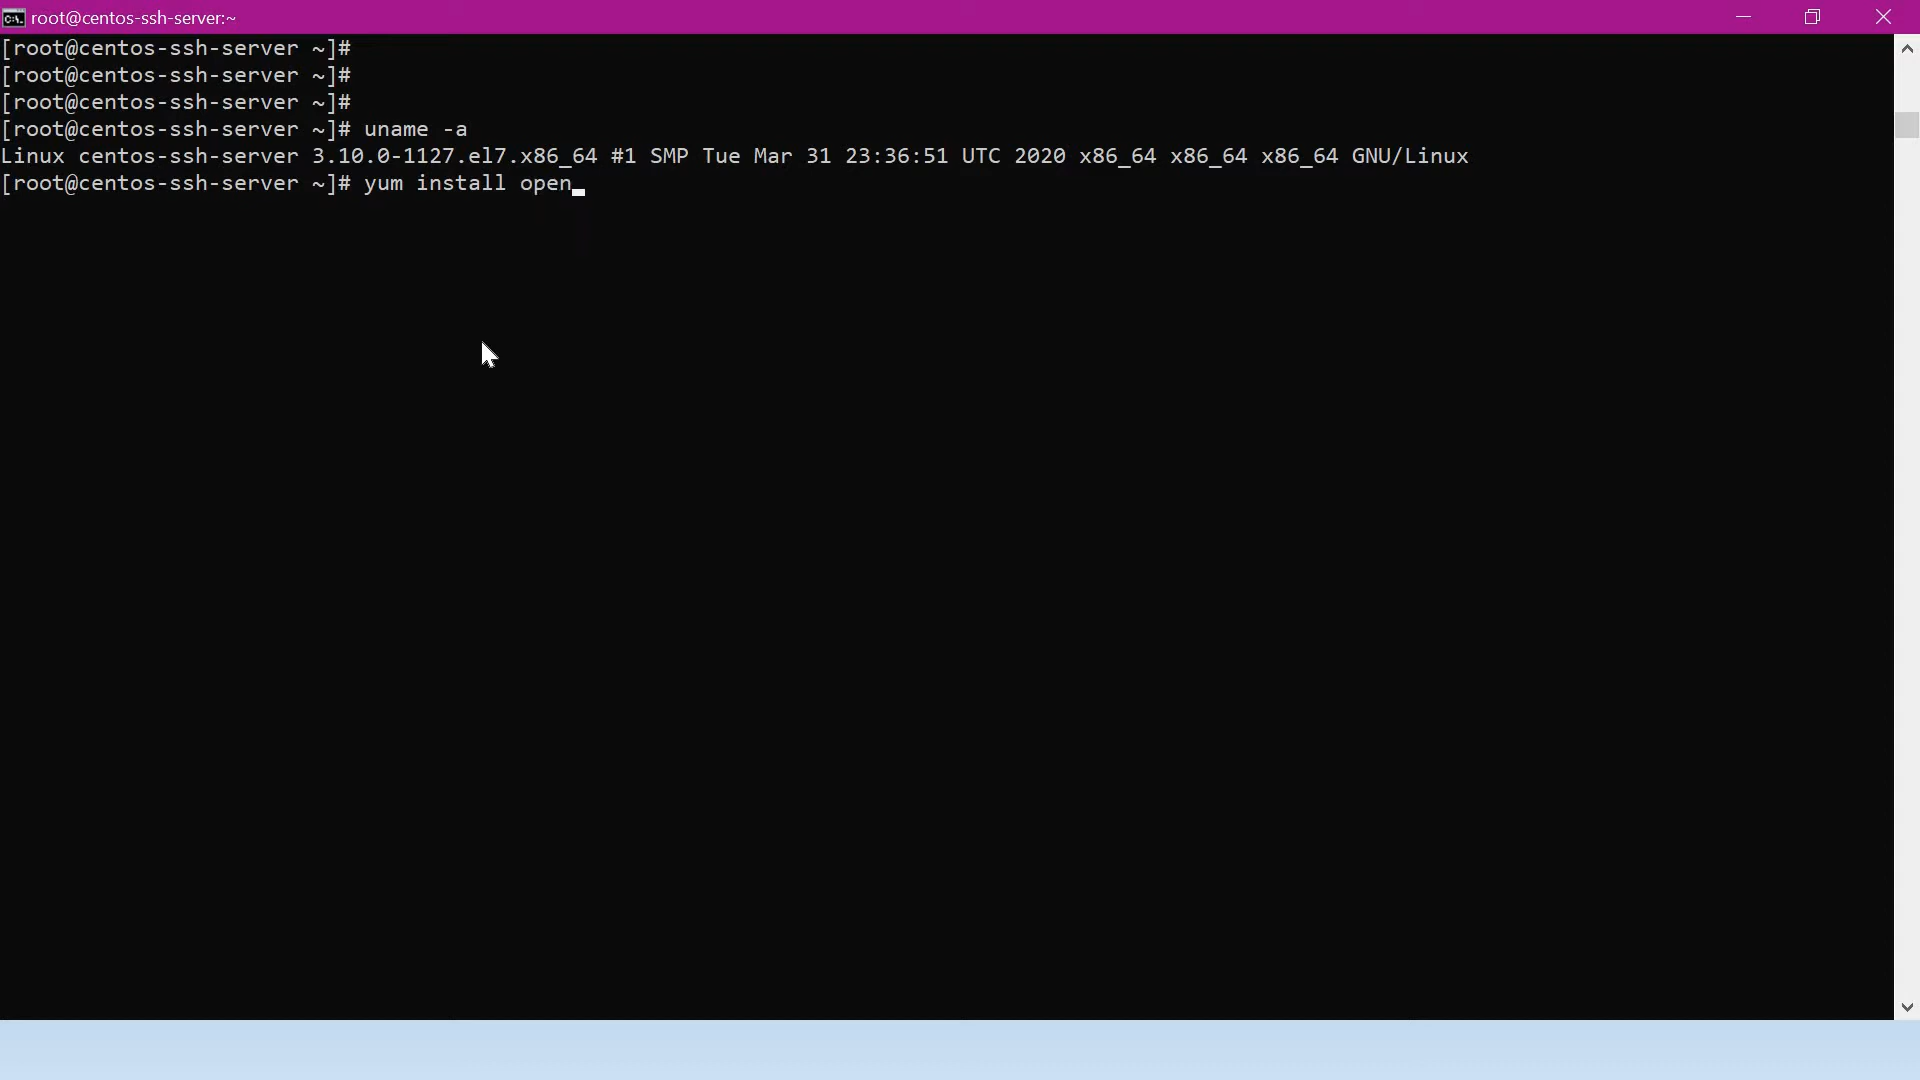 root@centos-ssh-server:~
[root@centos-ssh-server ~]#
[root@centos-ssh-server ~]#
[root@centos-ssh-server ~]#
[root@centos-ssh-server ~]# uname -a
Linux centos-ssh-server 3.10.0-1127.el7.x86_64 #1 SMP Tue Mar 31 23:36:51 UTC 2020 x86_64 x86_64 x86_64 GNU/Linux
[root@centos-ssh-server ~]# yum install open